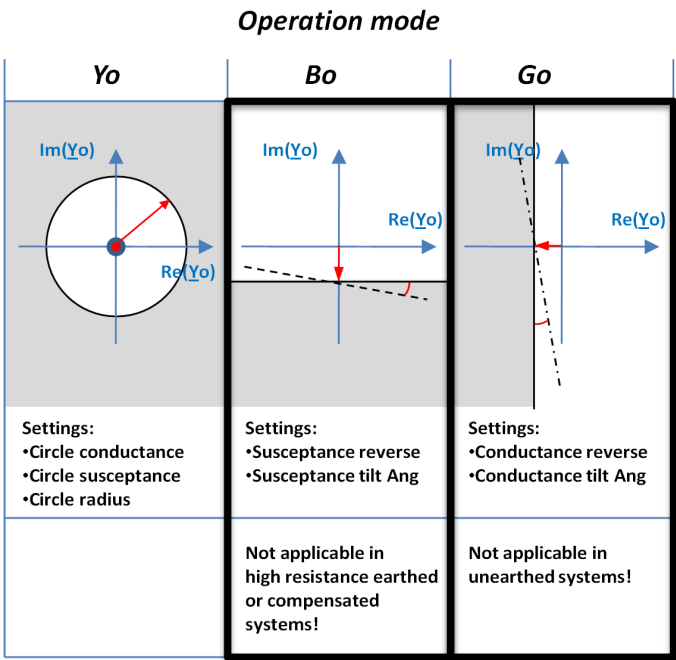 Operation mode
Yo
Bo
Go
Im(Yo)
Re(Yo)
Im(Yo)
Re(Yo)
Im(Yo)
Re(Yo)
Settings:
•Circle conductance
•Circle susceptance
•Circle radius
Settings:
•Susceptance reverse
•Susceptance tilt Ang
Settings:
•Conductance reverse
•Conductance tilt Ang
Not applicable in
high resistance earthed
or compensated
systems!
Not applicable in
unearthed systems!